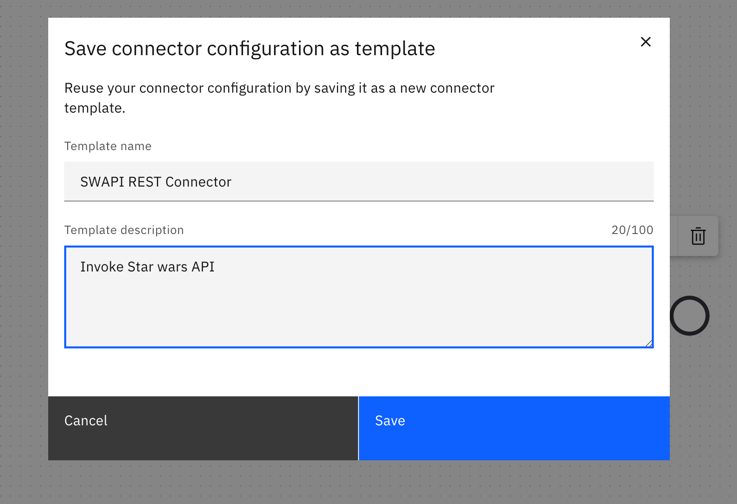 Save connector configuration as template
Reuse your connector configuration by saving it as a new connector
template.
Template name
SWAPI REST Connector
Template description 20/100
Invoke Star wars API
Cancel
Save